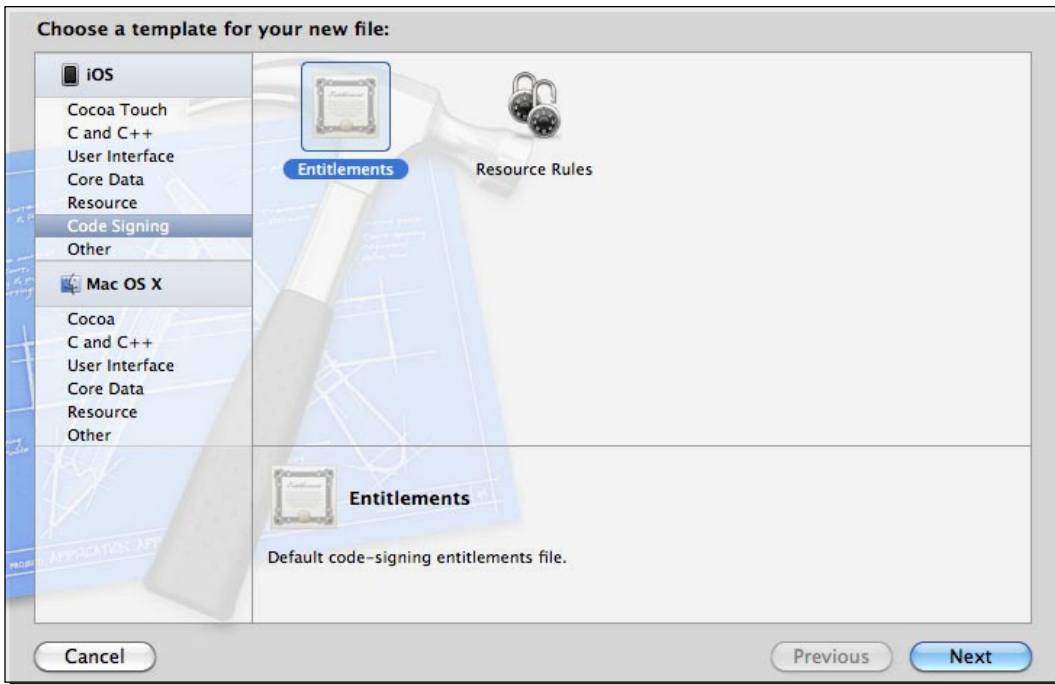 Choose a template for your new file:
iOS
Cocoa Touch
C and C++
User Interface
Core Data
Resource
Code Signing
Other
Mac OS X
Cocoa
C and C++
User Interface
Core Data
Resource
Other
Entitlements
Resource Rules
Entitlements
Default code-signing entitlements file.
Cancel
Previous
Next